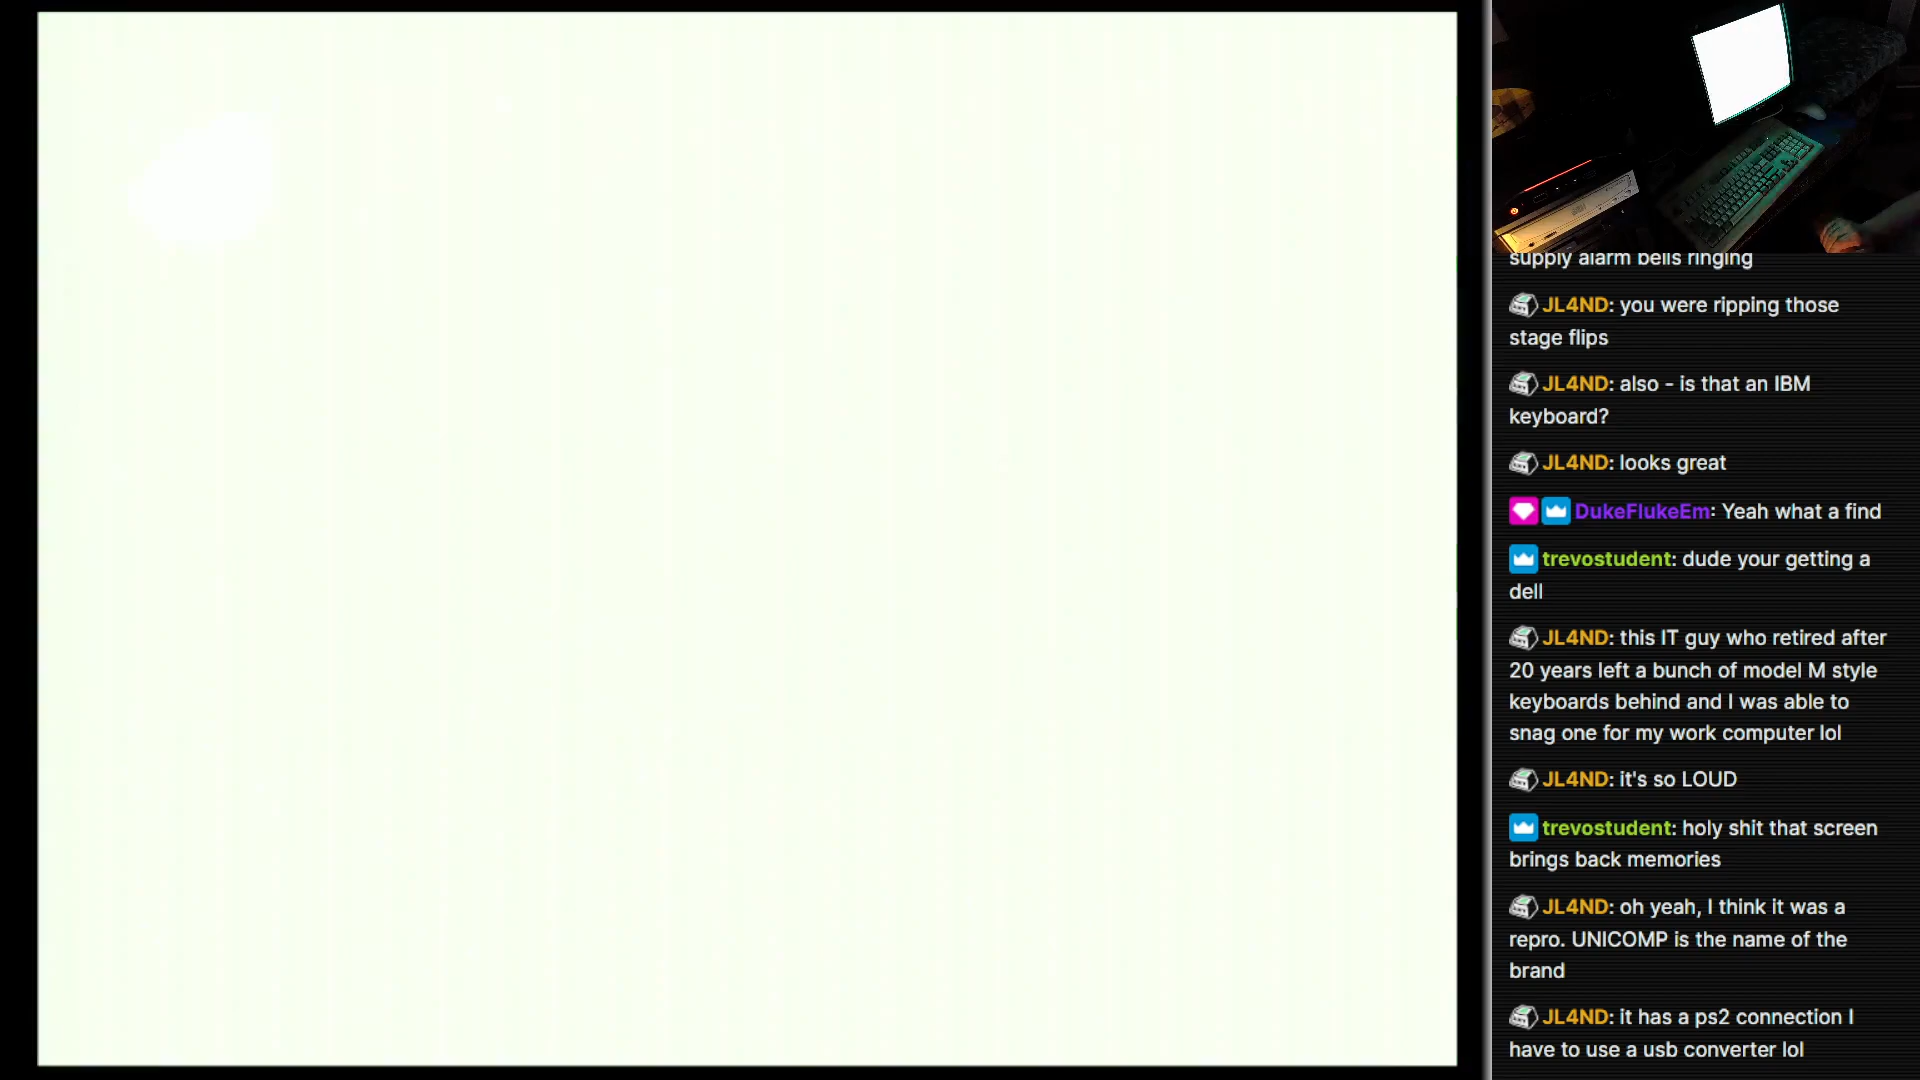 supply alarm bells ringing
JL4ND: you were ripping those
stage flips
JL4ND: also - is that an IBM
keyboard?
JL4ND: looks great
DukeFlukeEm: Yeah what a find
trevostudent: dude your getting a
dell
JL4ND: this IT guy who retired after
20 years left a bunch of model M style
keyboards behind and I was able to
snag one for my work computer lol
JL4ND: it's so LOUD
trevostudent: holy shit that screen
brings back memories
JL4ND: oh yeah, I think it was a
repro. UNICOMP is the name of the
brand
JL4ND: it has a ps2 connection I
have to use a usb converter lol